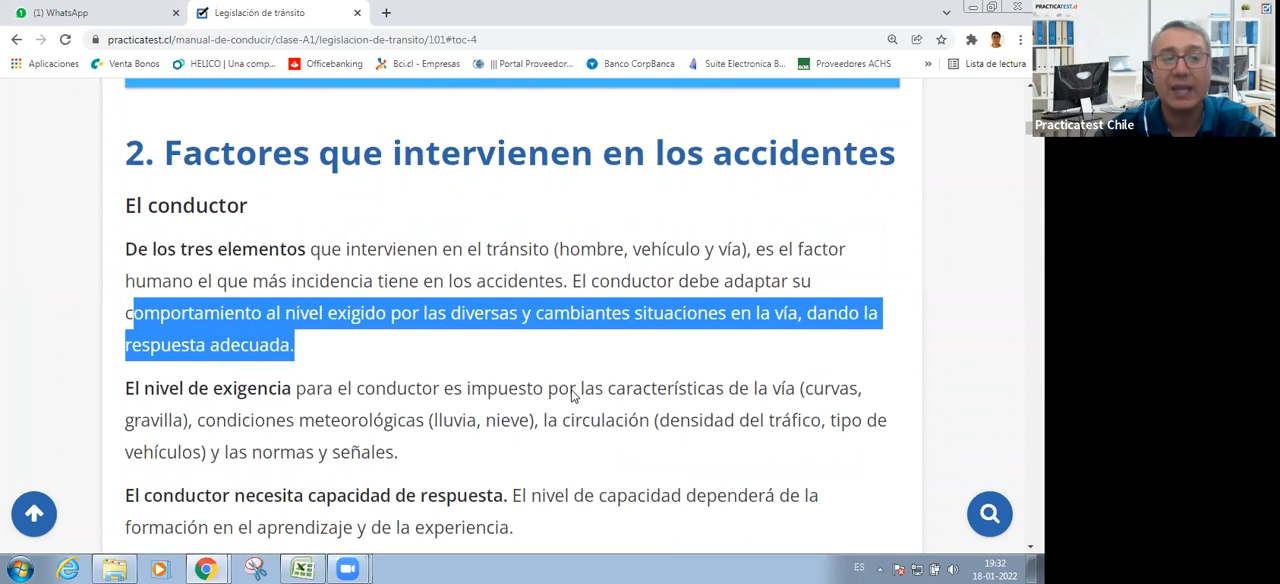 (1) WhatsApp
Legislación de tránsito
practicatest.cl/manual-de-conducir/clase-A1/legislacion-de-transito/101#toc-4
Aplicaciones
Venta Bonos
HELICO | Una comp...
Officebanking
Bci.cl - Empresas
||| Portal Proveedor...
Banco CorpBanca
Suite Electronica B...
Proveedores ACHS
»
Lista de lectura
PRACTICATEST.cl
Practicatest Chile
2. Factores que intervienen en los accidentes
El conductor
De los tres elementos que intervienen en el tránsito (hombre, vehículo y vía), es el factor
humano el que más incidencia tiene en los accidentes. El conductor debe adaptar su
comportamiento al nivel exigido por las diversas y cambiantes situaciones en la vía, dando la
respuesta adecuada.
El nivel de exigencia para el conductor es impuesto por las características de la vía (curvas,
gravilla), condiciones meteorológicas (lluvia, nieve), la circulación (densidad del tráfico, tipo de
vehículos) y las normas y señales.
El conductor necesita capacidad de respuesta. El nivel de capacidad dependerá de la
formación en el aprendizaje y de la experiencia.
ES
19:32
18-01-2022